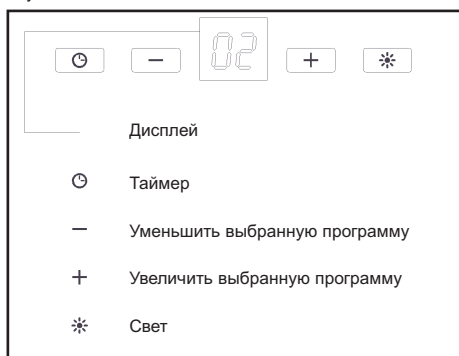 02
Дисплей
Таймер
− Уменьшить выбранную программу
+ Увеличить выбранную программу
Свет